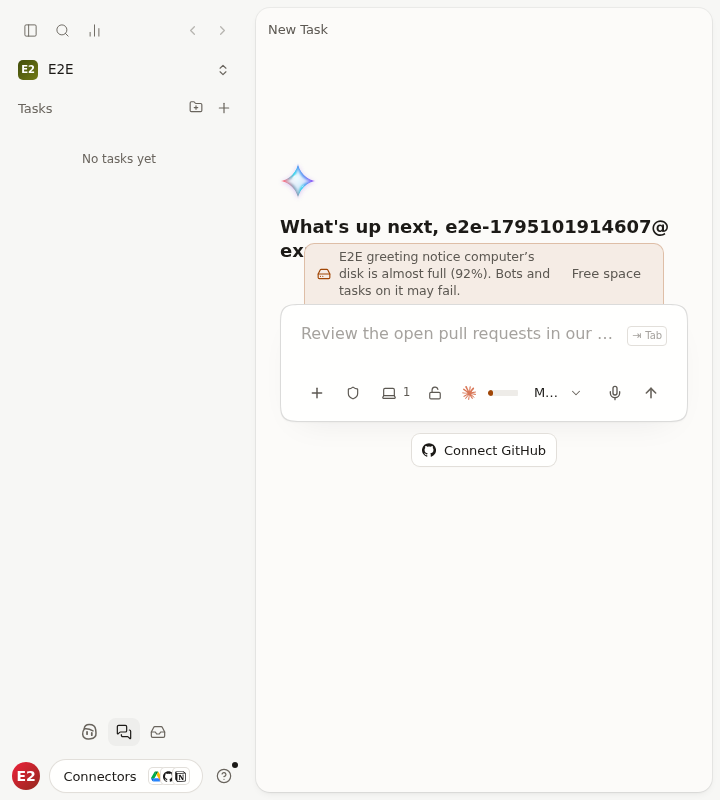 New Task
E2 E2E
Tasks
No tasks yet
What's up next, e2e-1795101914607@
ex
E2E greeting notice computer’s
disk is almost full (92%). Bots and
tasks on it may fail.
Free space
Review the open pull requests in our …
⇥ Tab
1
M…
Connect GitHub
E2
Connectors